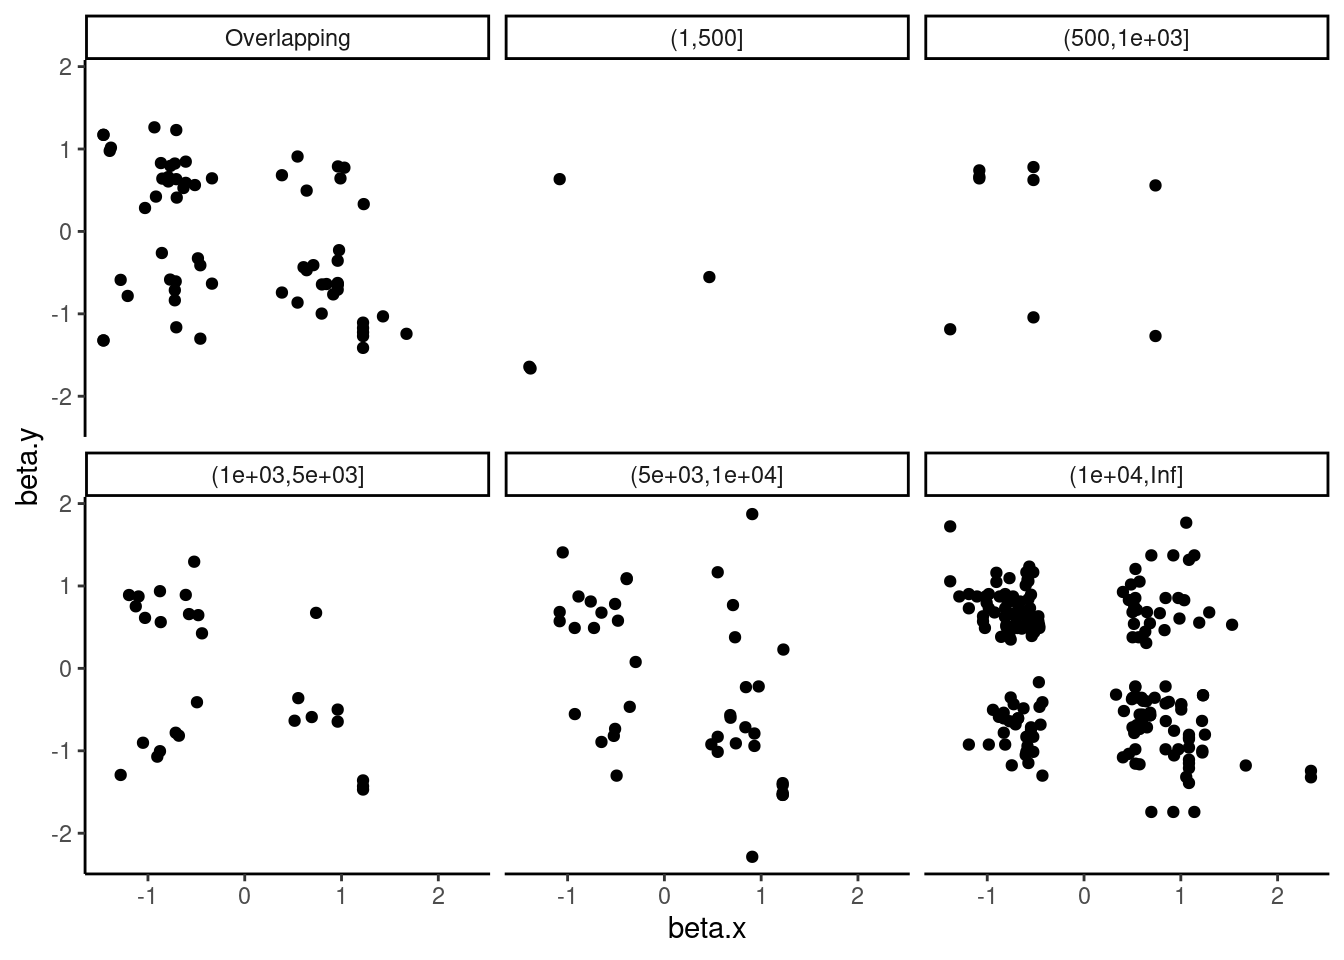 Overlapping (1,500] (500,1e+03]
2
1
0
-1
-2
beta.y
(1e+03,5e+03] (5e+03,1e+04] (1e+04,Inf]
2
1
0
-1
-2
-1 0 1 2 -1 0 1 2 -1 0 1 2
beta.x